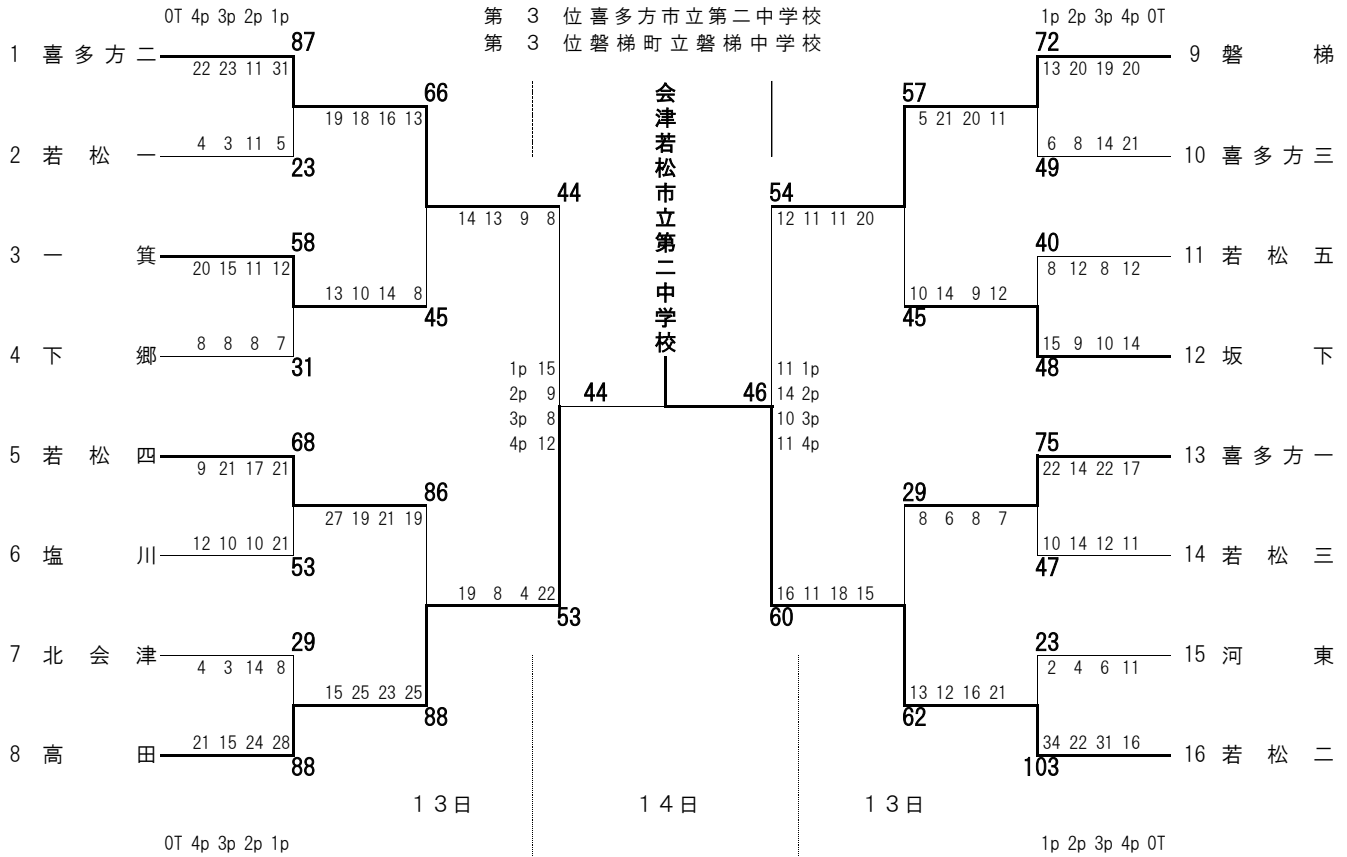 0T 4p 3p 2p 1p
第 3 位 喜多方市立第二中学校
1p 2p 3p 4p 0T
第 3 位 磐梯町立磐梯中学校
87
72
1 喜多方二
9 磐梯
22 23 11 31
13 20 19 20
66
会津若松市立第二中学校
57
19 18 16 13
5 21 20 11
4 3 11 5
6 8 14 21
2 若松一
10 喜多方三
23
49
44
54
14 13 9 8
12 11 11 20
58
40
3 一箕
11 若松五
20 15 11 12
8 12 8 12
13 10 14 8
10 14 9 12
45
45
8 8 8 7
15 9 10 14
4 下郷
12 坂下
31
48
1p 15
11 1p
2p 9
44
46
14 2p
3p 8
10 3p
4p 12
11 4p
68
75
5 若松四
13 喜多方一
9 21 17 21
22 14 22 17
86
29
27 19 21 19
8 6 8 7
12 10 10 21
10 14 12 11
6 塩川
14 若松三
53
47
19 8 4 22
16 11 18 15
53
60
29
23
7 北会津
15 河東
4 3 14 8
2 4 6 11
15 25 23 25
13 12 16 21
88
62
21 15 24 28
34 22 31 16
8 高田
16 若松二
88
103
13日
14日
13日
0T 4p 3p 2p 1p
1p 2p 3p 4p 0T